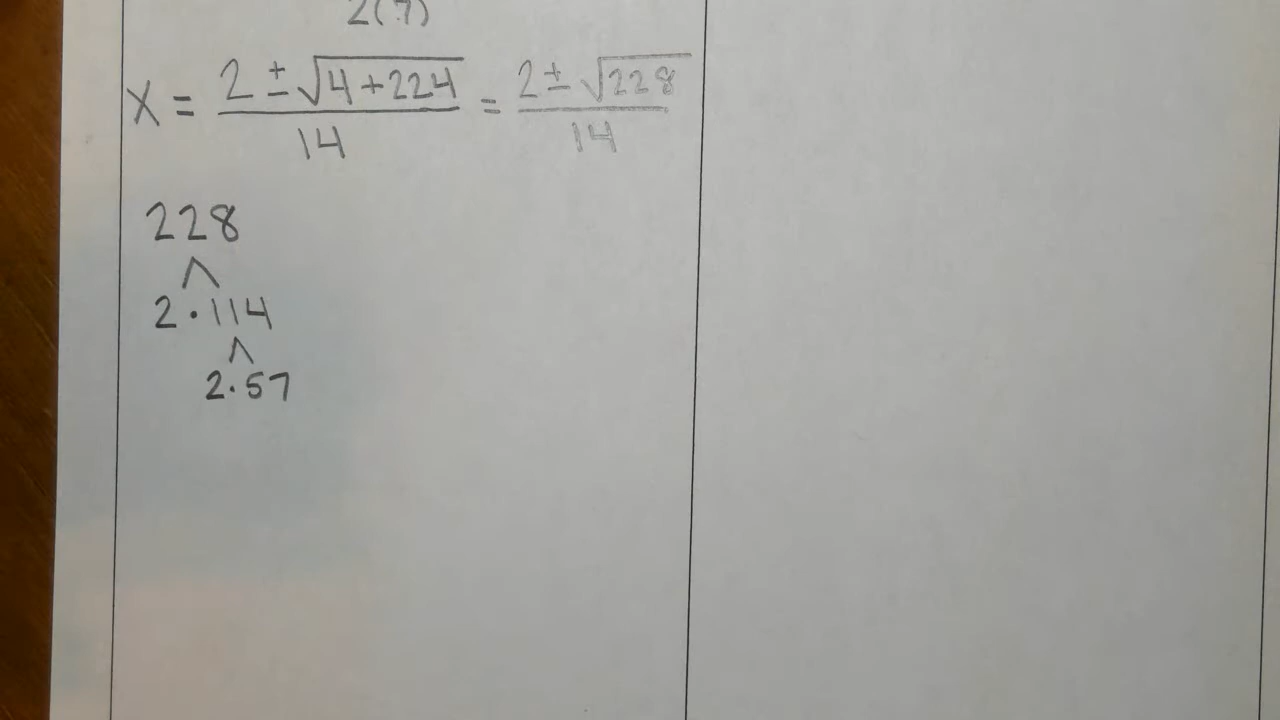 2(7)
X = 2 ± √4+224 / 14 = 2 ± √228 / 14
228
2·114
2·57